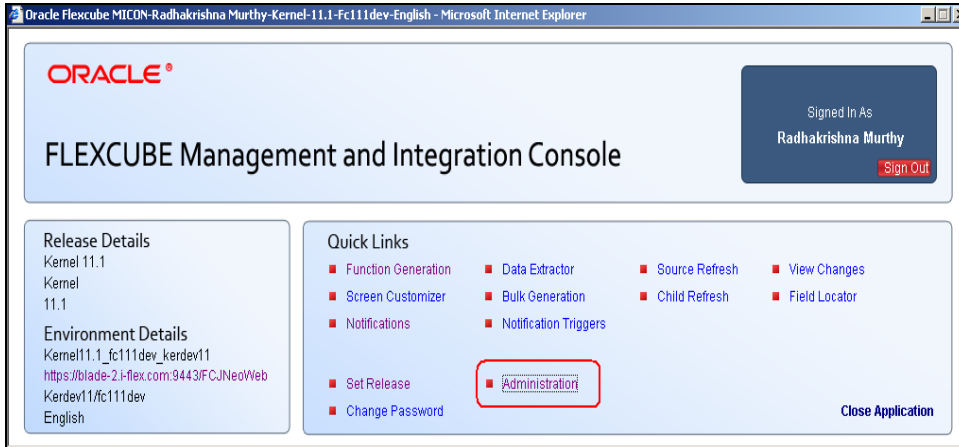 Oracle Flexcube MICON-Radhakrishna Murthy-Kernel-11.1-Fc111dev-English - Microsoft Internet Explorer
ORACLE®
FLEXCUBE Management and Integration Console
Signed In As
Radhakrishna Murthy
Sign Out
Release Details
Kernel 11.1
Kernel
11.1
Environment Details
Kernel11.1_fc111dev_kerdev11
https://blade-2.i-flex.com:9443/FCJNeoWeb
Kerdev11/fc111dev
English
Quick Links
Function Generation Data Extractor Source Refresh View Changes
Screen Customizer Bulk Generation Child Refresh Field Locator
Notifications Notification Triggers
Set Release Administration
Change Password Close Application